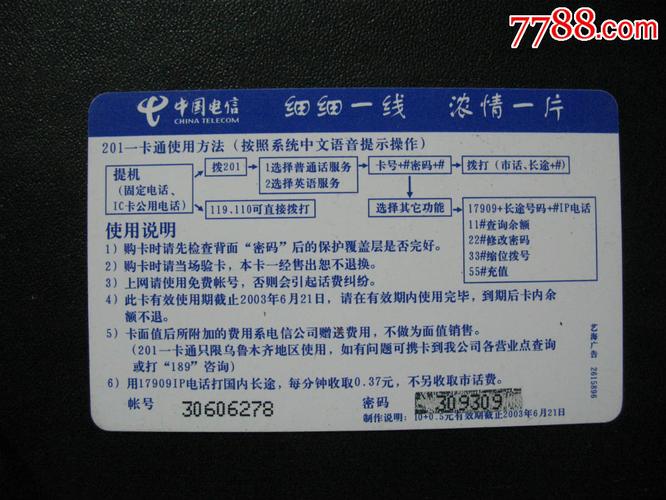 7788.com
中国电信
CHINA TELECOM
细细一线 浓情一片
201一卡通使用方法（按照系统中文语音提示操作）
提机
（固定电话、
IC卡公用电话）
拨201
1选择普通话服务
2选择英语服务
卡号+#密码+#
拨打（市话、长途+#）
119.110可直接拨打
选择其它功能
17909+长途号码+#IP电话
11#查询余额
22#修改密码
33#缩位拨号
55#充值
使用说明
1）购卡时请先检查背面“密码”后的保护覆盖层是否完好。
2）购卡时请当场验卡，本卡一经售出恕不退换。
3）上网请使用免费帐号，否则会引起话费纠纷。
4）此卡有效使用期截止2003年6月21日，请在有效期内使用完毕，到期后卡内余
额不退。
5）卡面值后所附加的费用系电信公司赠送费用，不做为面值销售。
（201一卡通只限乌鲁木齐地区使用，如有问题可携卡到我公司各营业点查询
或打“189”咨询）
6）用17909IP电话打国内长途，每分钟收取0.37元，不另收取市话费。
帐号 30606278
密码 309309
制作说明：10+0.5元有效期截止2003年6月21日
艺海广告 2615896